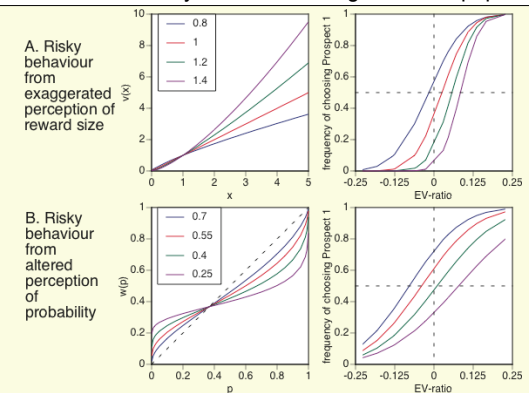 A. Risky
behaviour
from
exaggerated
perception of
reward size
v(x)
10
8
6
4
2
0
0.8
1
1.2
1.4
0 1 2 3 4 5
x
frequency of choosing Prospect 1
1
0.8
0.6
0.4
0.2
0
-0.25 -0.125 0 0.125 0.25
EV-ratio
B. Risky
behaviour
from
altered
perception
of
probability
w(p)
1
0.8
0.6
0.4
0.2
0
0.7
0.55
0.4
0.25
0 0.2 0.4 0.6 0.8 1
p
frequency of choosing Prospect 1
1
0.8
0.6
0.4
0.2
0
-0.25 -0.125 0 0.125 0.25
EV-ratio